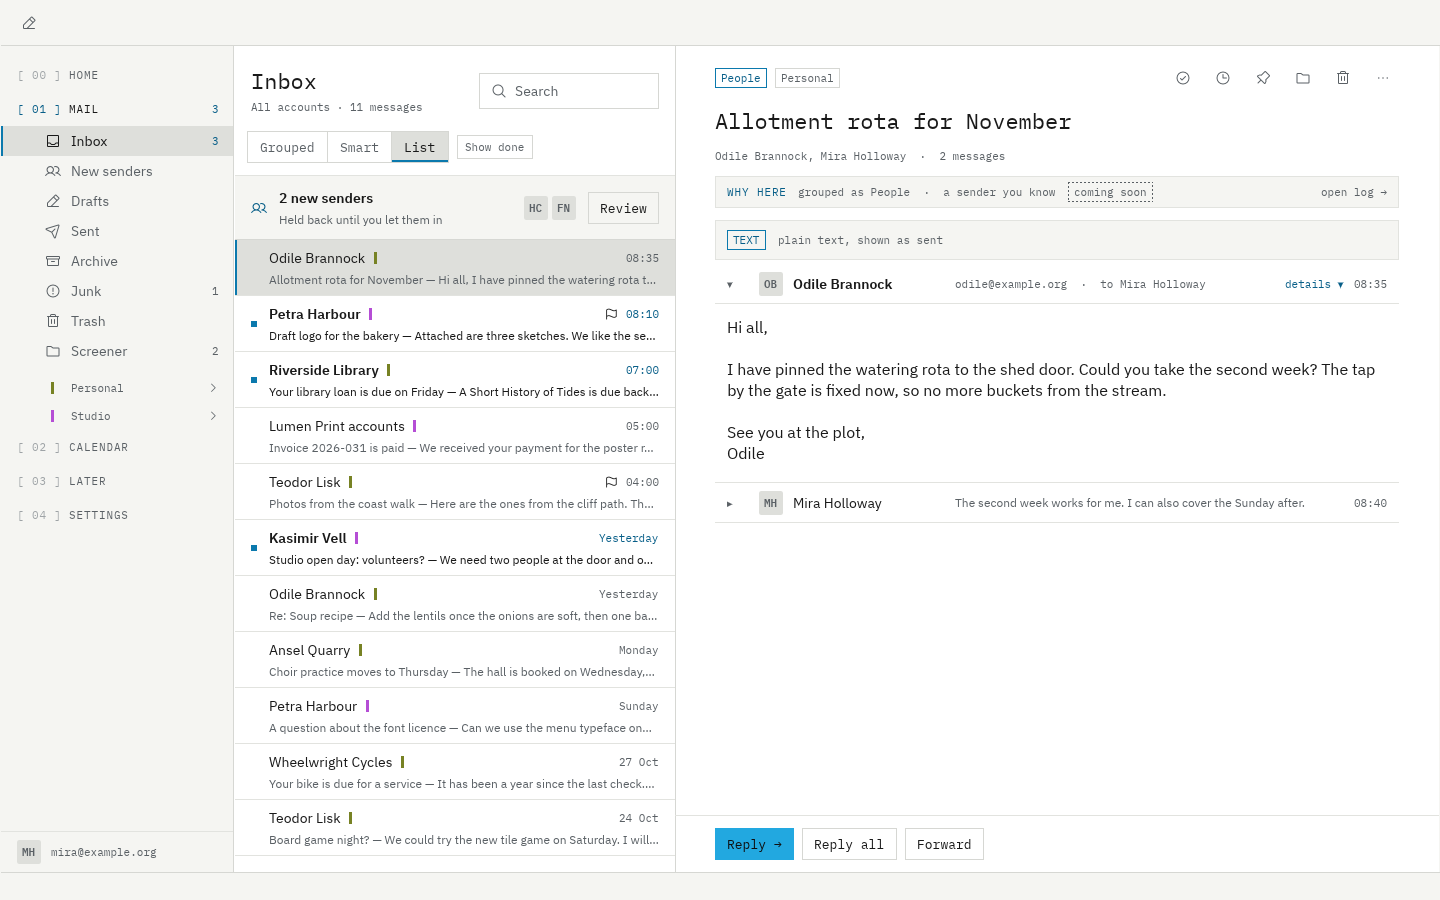 [ 00 ] HOME
[ 01 ] MAIL 3
Inbox 3
New senders
Drafts
Sent
Archive
Junk 1
Trash
Screener 2
Personal
Studio
[ 02 ] CALENDAR
[ 03 ] LATER
[ 04 ] SETTINGS
MH mira@example.org
Inbox
All accounts · 11 messages
Search
Grouped Smart List Show done
2 new senders
Held back until you let them in
HC FN Review
Odile Brannock 08:35
Allotment rota for November — Hi all, I have pinned the watering rota t...
Petra Harbour 08:10
Draft logo for the bakery — Attached are three sketches. We like the se...
Riverside Library 07:00
Your library loan is due on Friday — A Short History of Tides is due back...
Lumen Print accounts 05:00
Invoice 2026-031 is paid — We received your payment for the poster r...
Teodor Lisk 04:00
Photos from the coast walk — Here are the ones from the cliff path. Th...
Kasimir Vell Yesterday
Studio open day: volunteers? — We need two people at the door and o...
Odile Brannock Yesterday
Re: Soup recipe — Add the lentils once the onions are soft, then one ba...
Ansel Quarry Monday
Choir practice moves to Thursday — The hall is booked on Wednesday,...
Petra Harbour Sunday
A question about the font licence — Can we use the menu typeface on...
Wheelwright Cycles 27 Oct
Your bike is due for a service — It has been a year since the last check....
Teodor Lisk 24 Oct
Board game night? — We could try the new tile game on Saturday. I will...
People Personal
Allotment rota for November
Odile Brannock, Mira Holloway · 2 messages
WHY HERE grouped as People · a sender you know coming soon open log →
TEXT plain text, shown as sent
▾ OB Odile Brannock odile@example.org · to Mira Holloway details ▾ 08:35
Hi all,
I have pinned the watering rota to the shed door. Could you take the second week? The tap
by the gate is fixed now, so no more buckets from the stream.
See you at the plot,
Odile
▸ MH Mira Holloway The second week works for me. I can also cover the Sunday after. 08:40
Reply → Reply all Forward